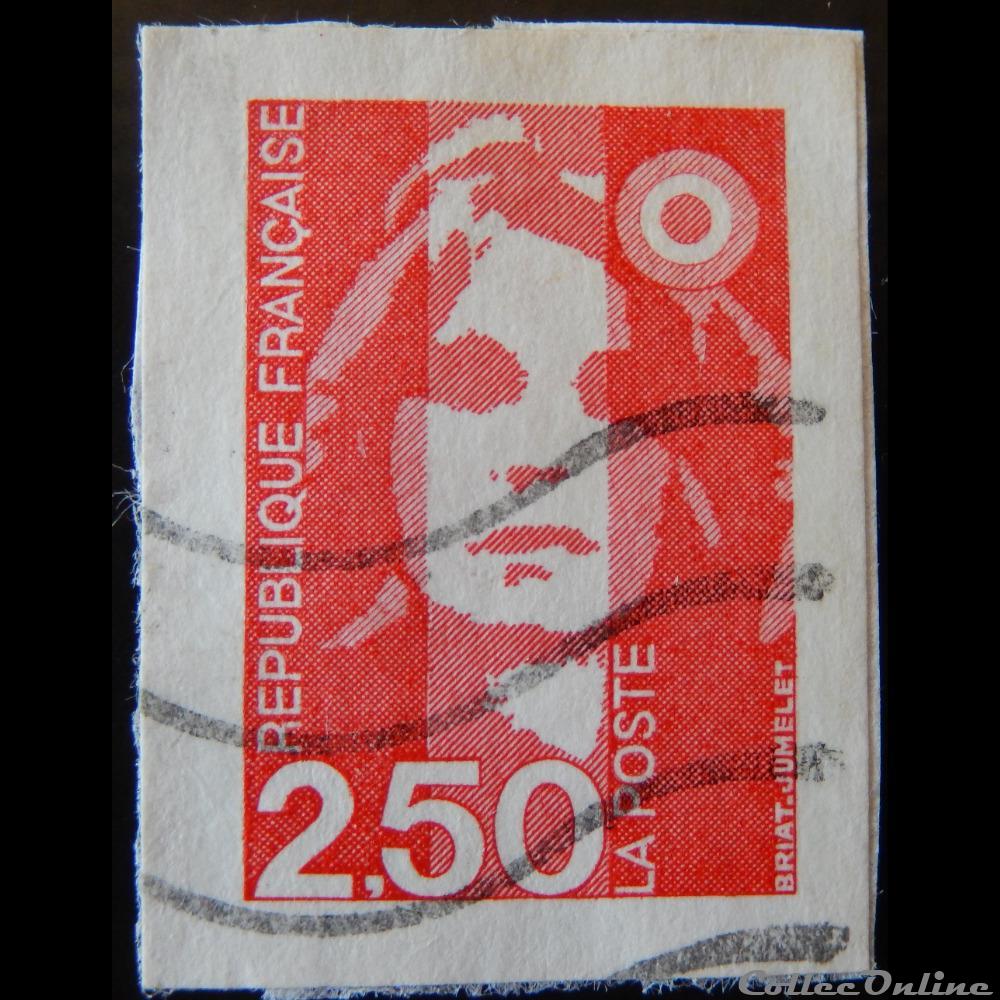 REPUBLIQUE FRANÇAISE
2,50
LA POSTE
BRIAT.JUMELET
CollecOnline